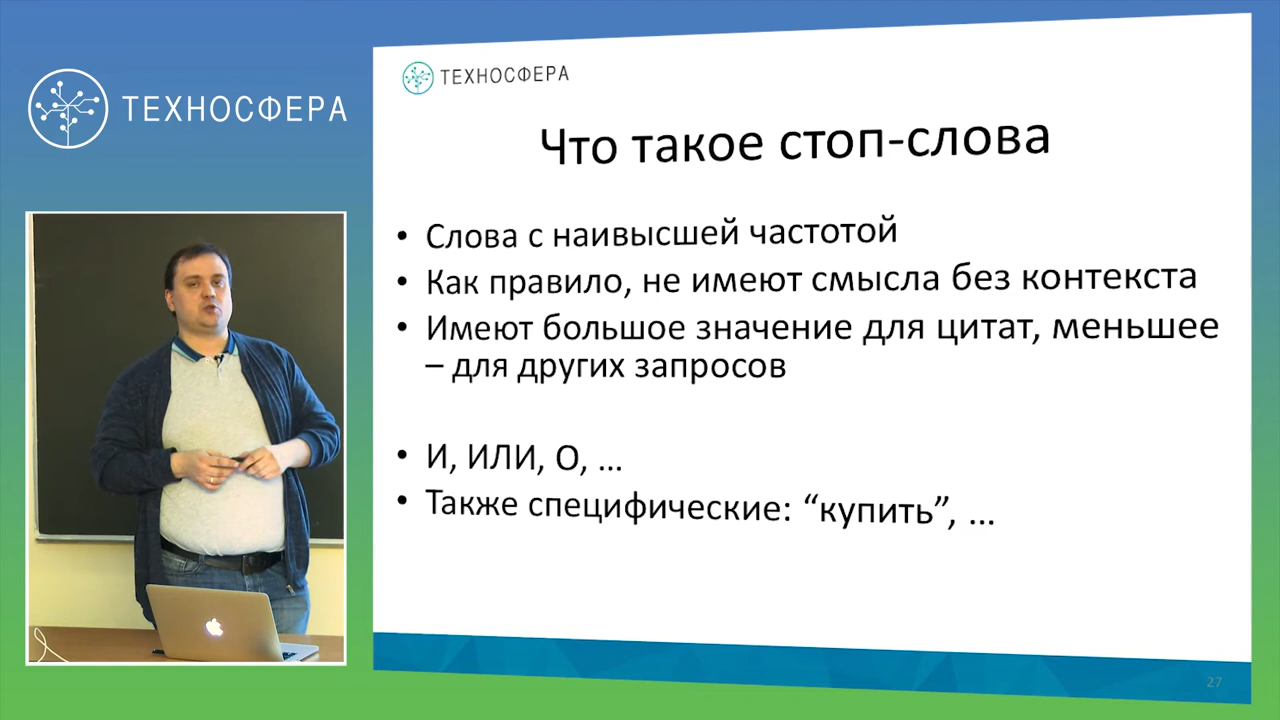 ТЕХНОСФЕРА
ТЕХНОСФЕРА
Что такое стоп-слова
• Слова с наивысшей частотой
• Как правило, не имеют смысла без контекста
• Имеют большое значение для цитат, меньшее
– для других запросов
• И, ИЛИ, О, ...
• Также специфические: “купить”, ...
27